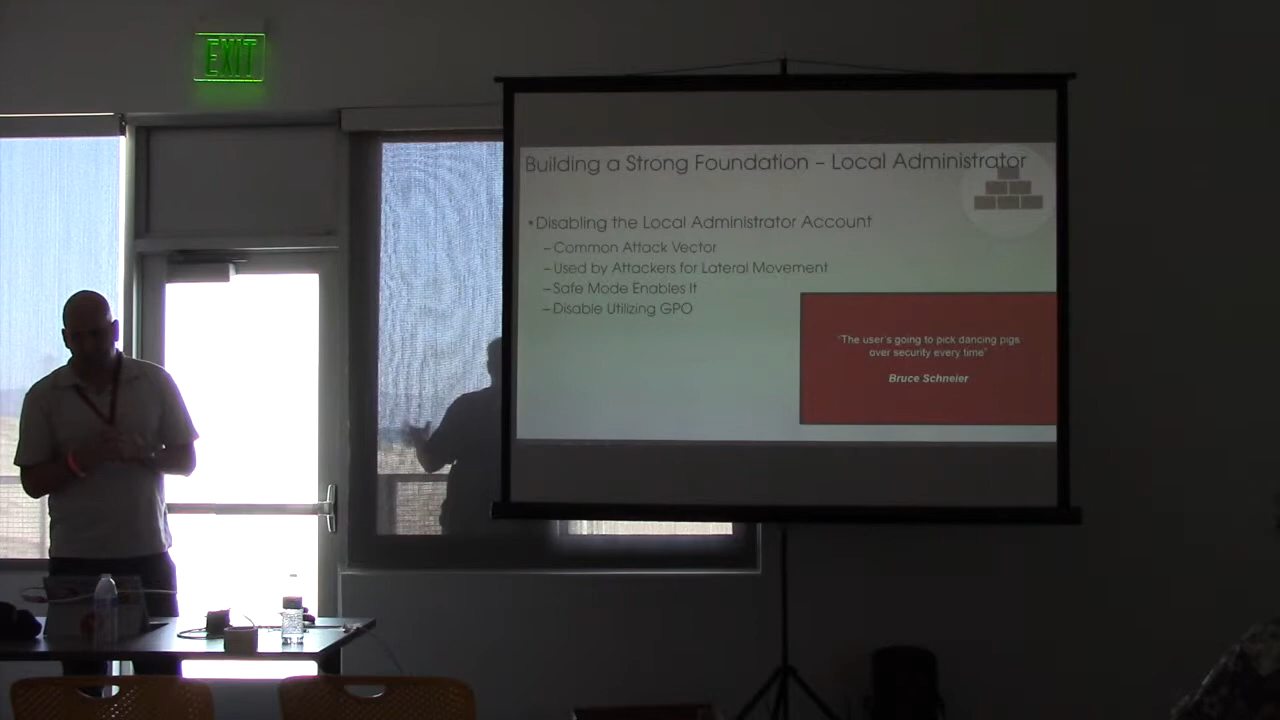 EXIT
Building a Strong Foundation – Local Administrator
•Disabling the Local Administrator Account
–Common Attack Vector
–Used by Attackers for Lateral Movement
–Safe Mode Enables It
–Disable Utilizing GPO
"The user's going to pick dancing pigs
over security every time"
Bruce Schneier